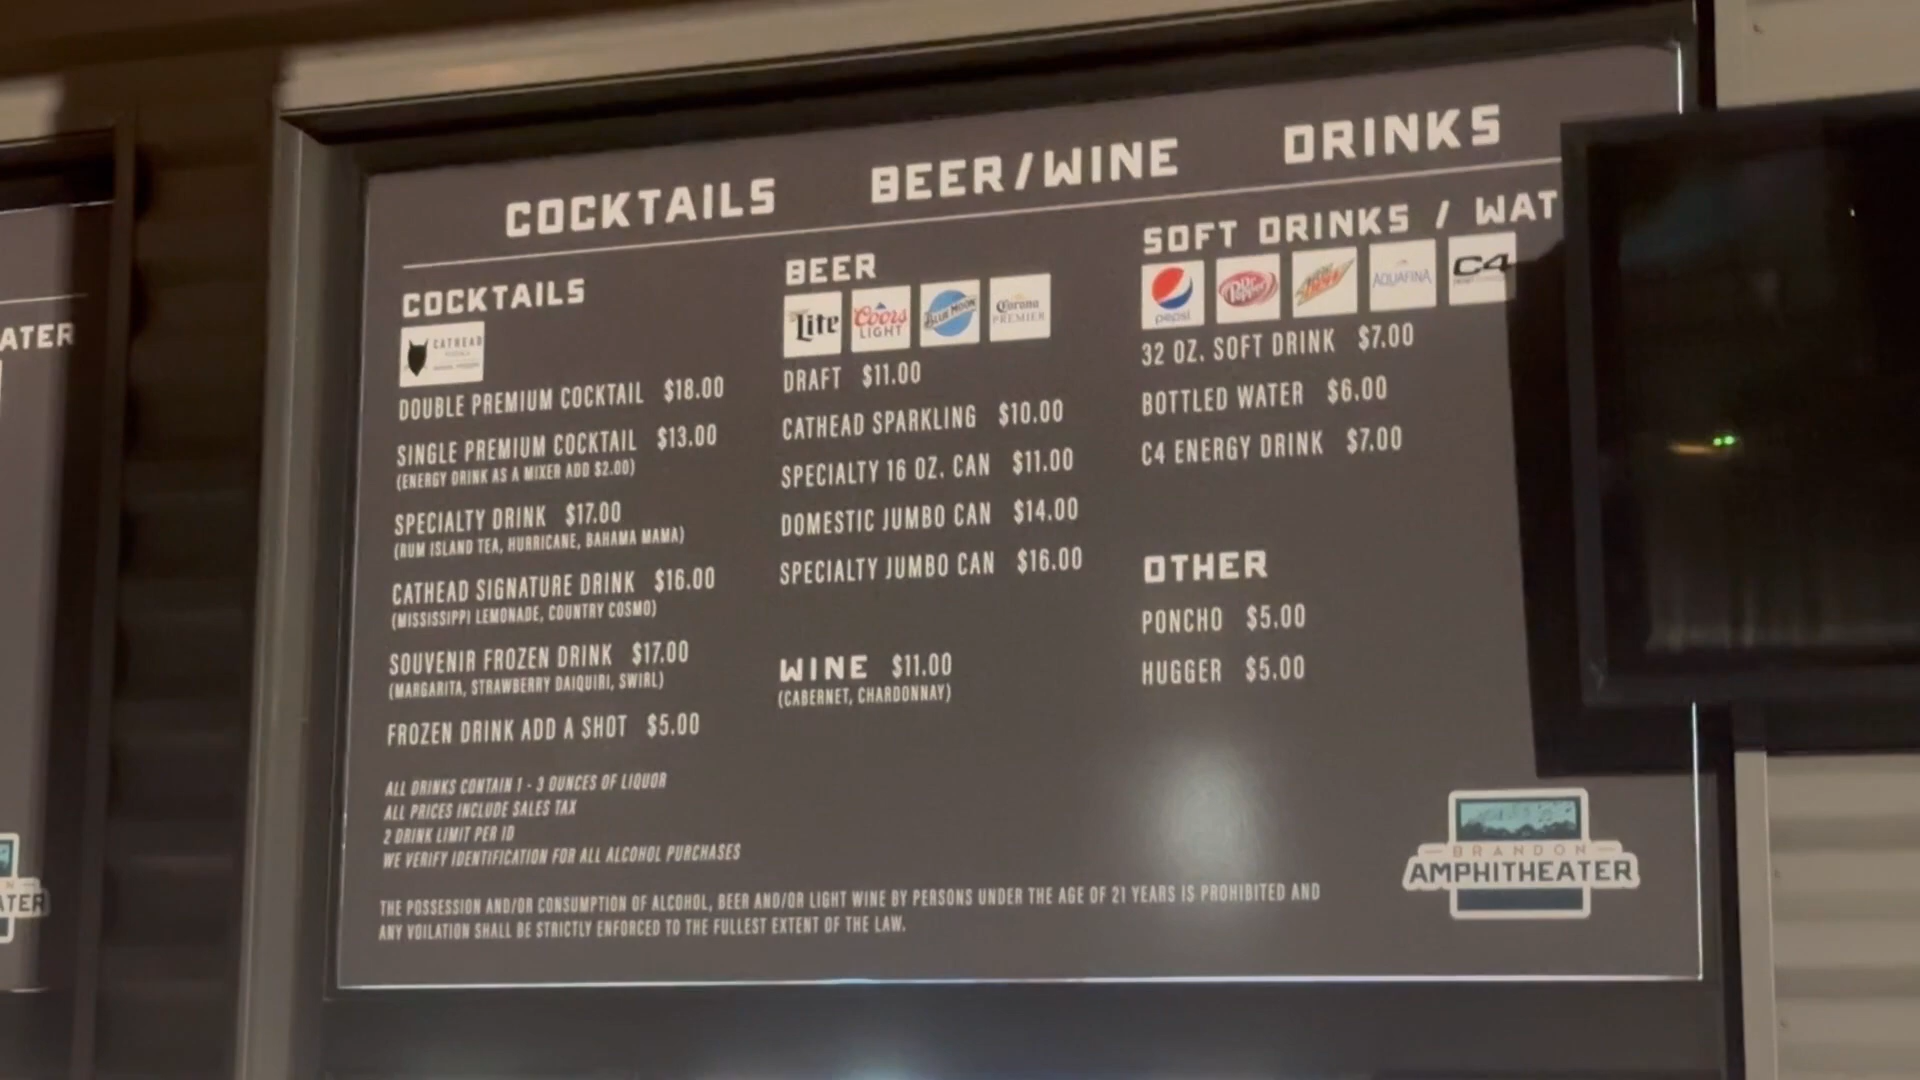 COCKTAILS BEER/WINE DRINKS
COCKTAILS
CATHEAD
DOUBLE PREMIUM COCKTAIL $18.00
SINGLE PREMIUM COCKTAIL $13.00
(ENERGY DRINK AS A MIXER ADD $2.00)
SPECIALTY DRINK $17.00
(RUM ISLAND TEA, HURRICANE, BAHAMA MAMA)
CATHEAD SIGNATURE DRINK $16.00
(MISSISSIPPI LEMONADE, COUNTRY COSMO)
SOUVENIR FROZEN DRINK $17.00
(MARGARITA, STRAWBERRY DAIQUIRI, SWIRL)
FROZEN DRINK ADD A SHOT $5.00
ALL DRINKS CONTAIN 1 - 3 OUNCES OF LIQUOR
ALL PRICES INCLUDE SALES TAX
2 DRINK LIMIT PER ID
WE VERIFY IDENTIFICATION FOR ALL ALCOHOL PURCHASES
BEER
Lite Coors LIGHT BLUE MOON Corona PREMIER
DRAFT $11.00
CATHEAD SPARKLING $10.00
SPECIALTY 16 OZ. CAN $11.00
DOMESTIC JUMBO CAN $14.00
SPECIALTY JUMBO CAN $16.00
WINE $11.00
(CABERNET, CHARDONNAY)
SOFT DRINKS / WAT
pepsi Dr Pepper Mtn Dew AQUAFINA C4
32 OZ. SOFT DRINK $7.00
BOTTLED WATER $6.00
C4 ENERGY DRINK $7.00
OTHER
PONCHO $5.00
HUGGER $5.00
THE POSSESSION AND/OR CONSUMPTION OF ALCOHOL, BEER AND/OR LIGHT WINE BY PERSONS UNDER THE AGE OF 21 YEARS IS PROHIBITED AND
ANY VOILATION SHALL BE STRICTLY ENFORCED TO THE FULLEST EXTENT OF THE LAW.
BRANDON
AMPHITHEATER
ATER
ATER